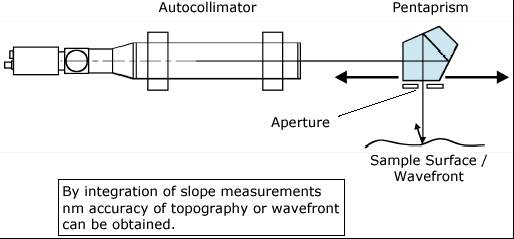 Autocollimator
Pentaprism
Aperture
Sample Surface /
Wavefront
By integration of slope measurements
nm accuracy of topography or wavefront
can be obtained.